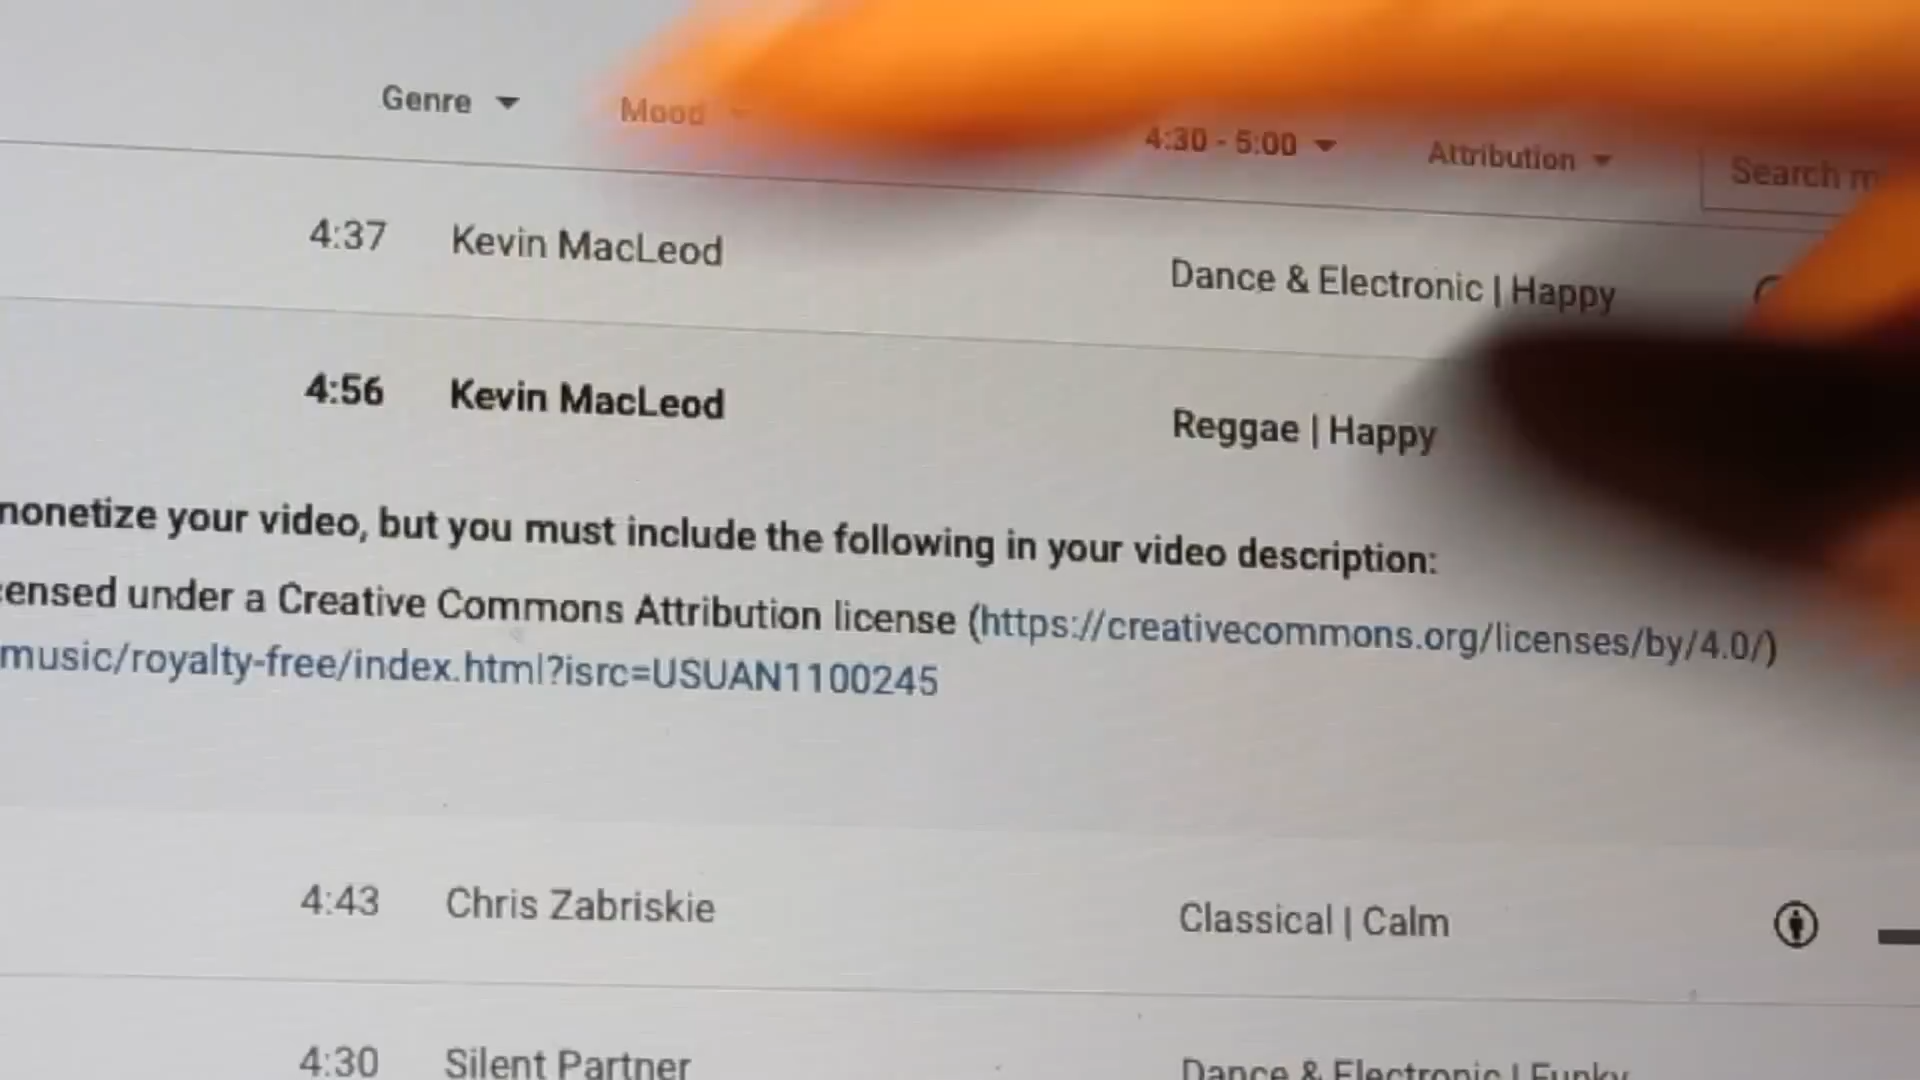 Genre Mood 4:30 - 5:00 Attribution Search
4:37 Kevin MacLeod Dance & Electronic | Happy
4:56 Kevin MacLeod Reggae | Happy
monetize your video, but you must include the following in your video description:
under a Creative Commons Attribution license (https://creativecommons.org/licenses/by/4.0/)
music/royalty-free/index.html?isrc=USUAN1100245
4:43 Chris Zabriskie Classical | Calm
4:30 Silent Partner Dance & Electronic | Funky